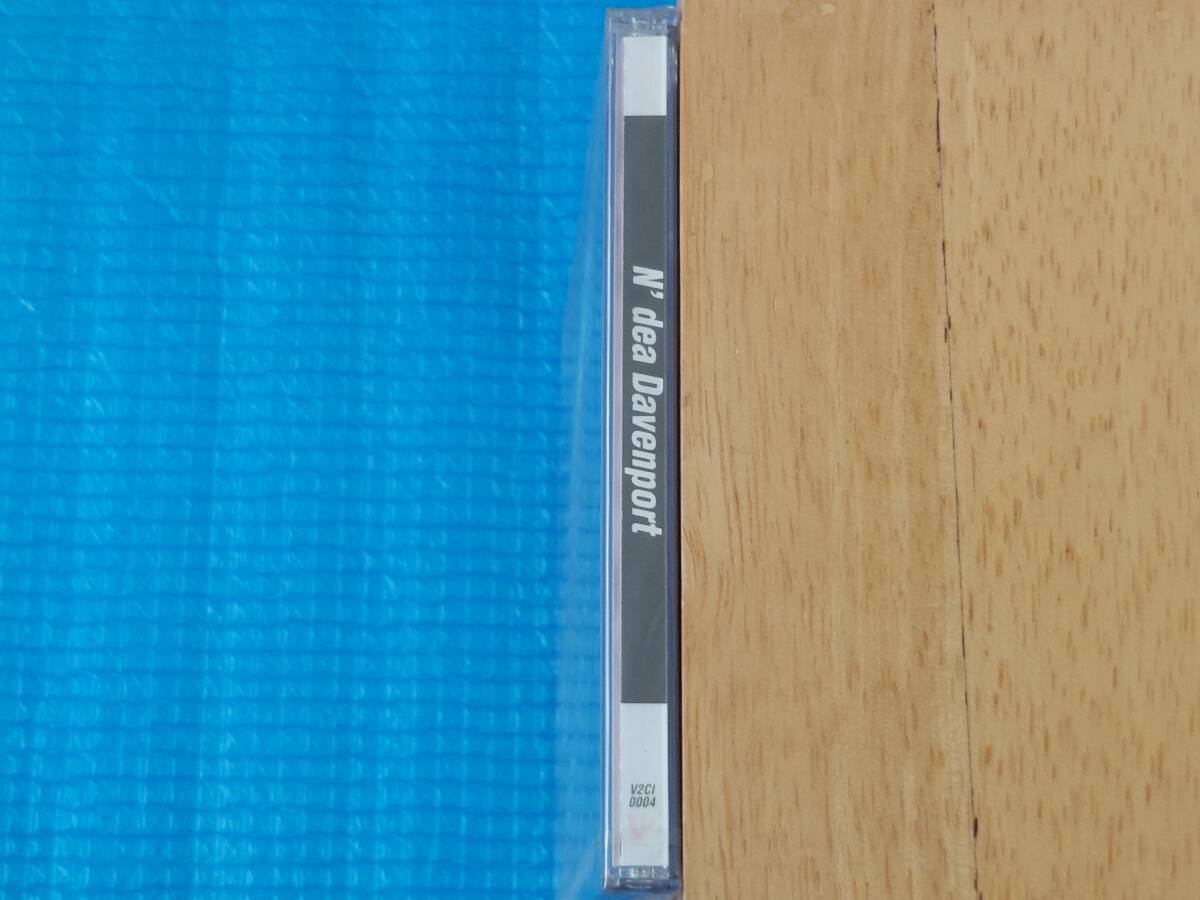 N' dea Davenport
V2CI
0004